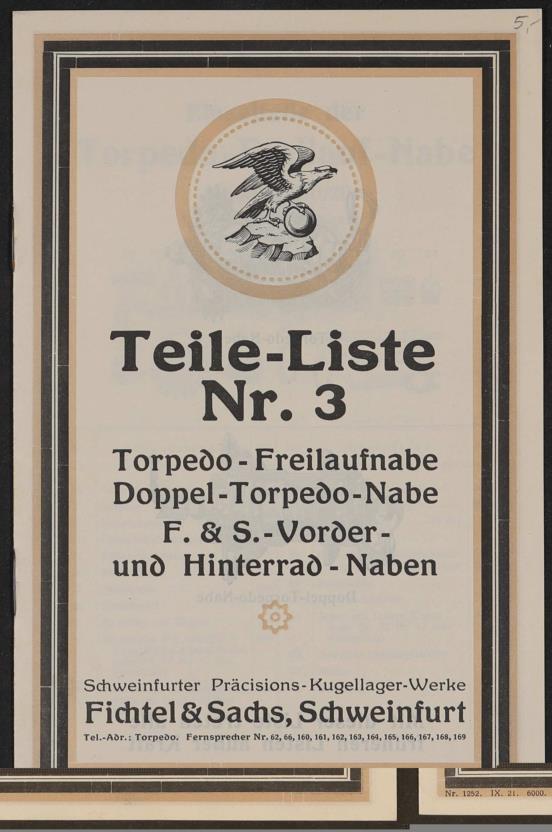 5,-
Teile-Liste
Nr. 3
Torpedo - Freilaufnabe
Doppel-Torpedo-Nabe
F. & S.-Vorder-
und Hinterrad - Naben
Schweinfurter Präcisions-Kugellager-Werke
Fichtel & Sachs, Schweinfurt
Tel.-Adr.: Torpedo. Fernsprecher Nr. 62, 66, 160, 161, 162, 163, 164, 165, 166, 167, 168, 169
Nr. 1252. IX. 21. 6000.